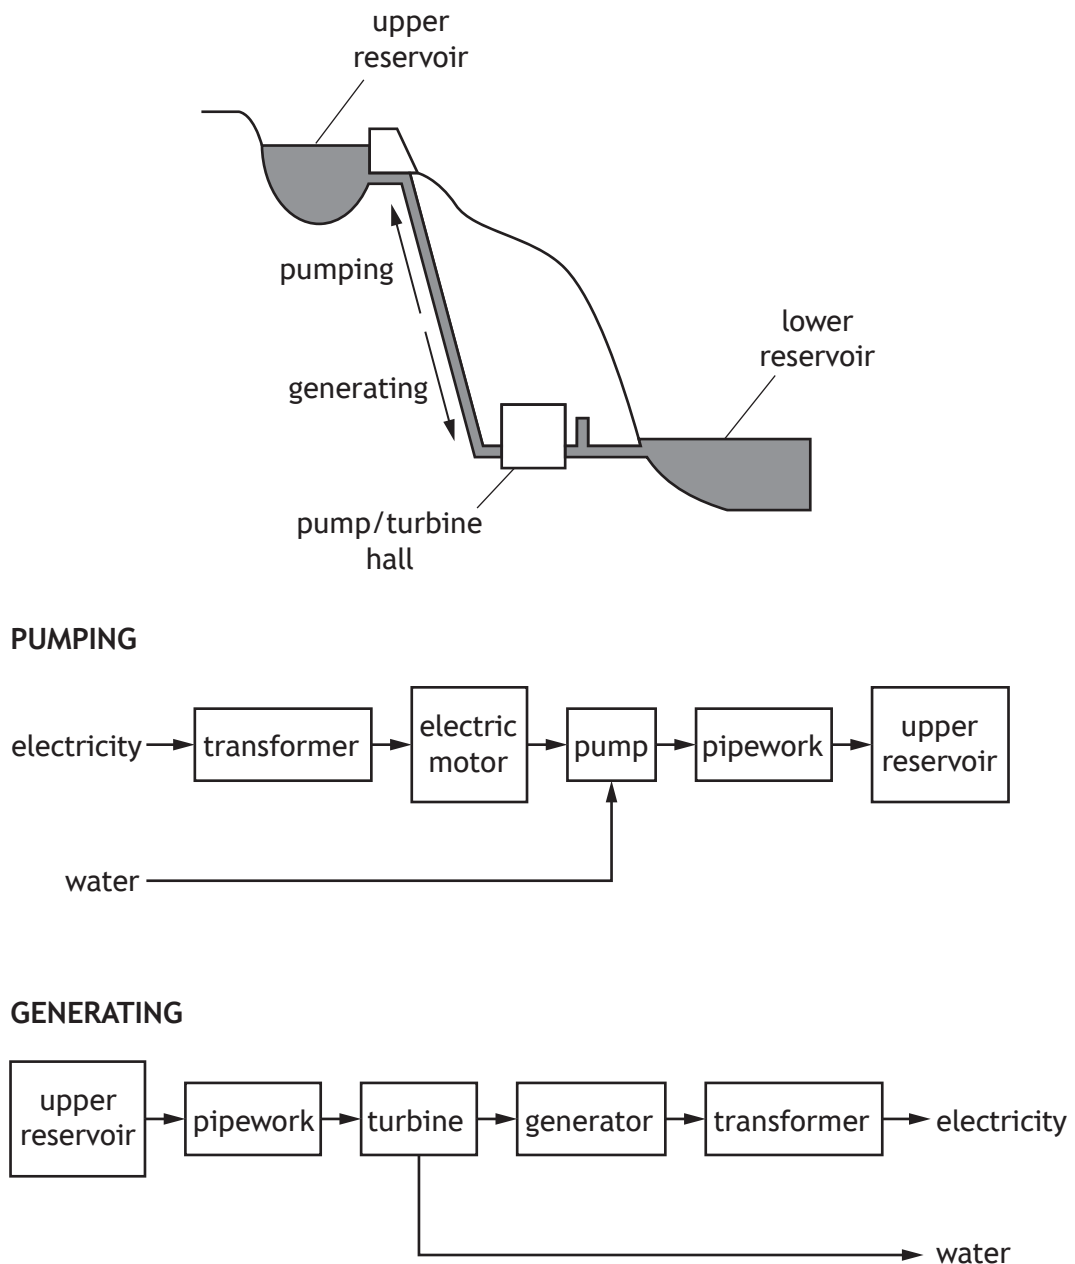 upper
reservoir
pumping
lower
reservoir
generating
pump/turbine
hall
PUMPING
electricity
transformer
electric
motor
pump
pipework
upper
reservoir
water
GENERATING
upper
reservoir
pipework
turbine
generator
transformer
electricity
water